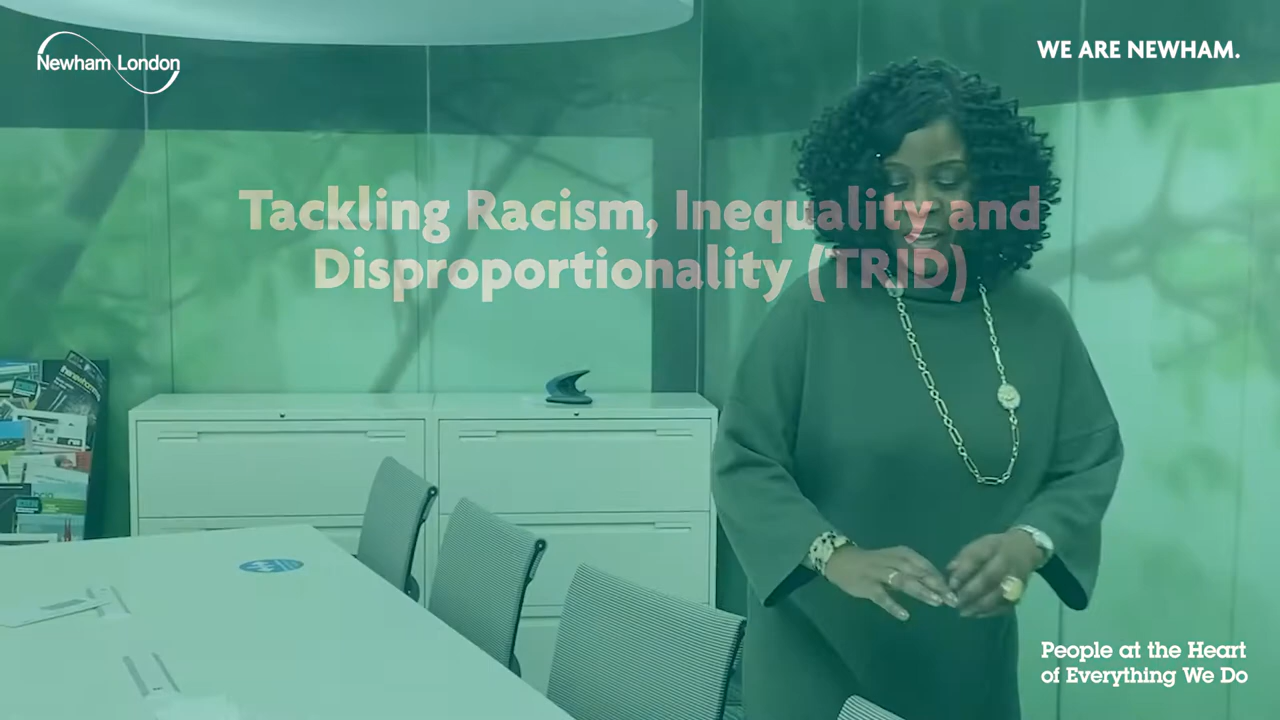 Newham London
WE ARE NEWHAM.
Tackling Racism, Inequality and
Disproportionality (TRID)
People at the Heart
of Everything We Do